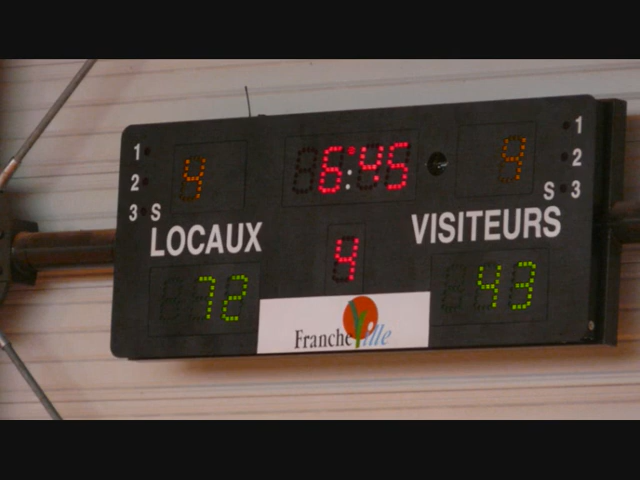 1 4 6:45 4 1
2 2
3 S S 3
LOCAUX VISITEURS
4
72 43
FrancheVille